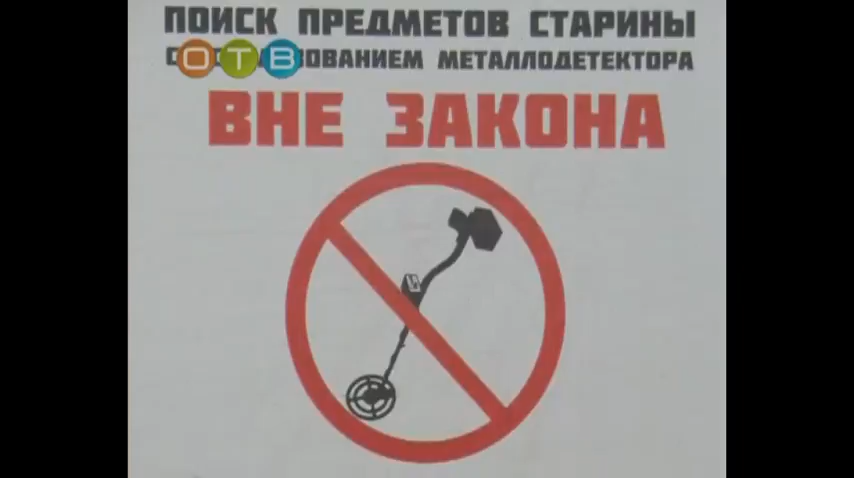 ПОИСК ПРЕДМЕТОВ СТАРИНЫ
МЕТАЛЛОДЕТЕКТОРА
ОТВ
ВНЕ ЗАКОНА